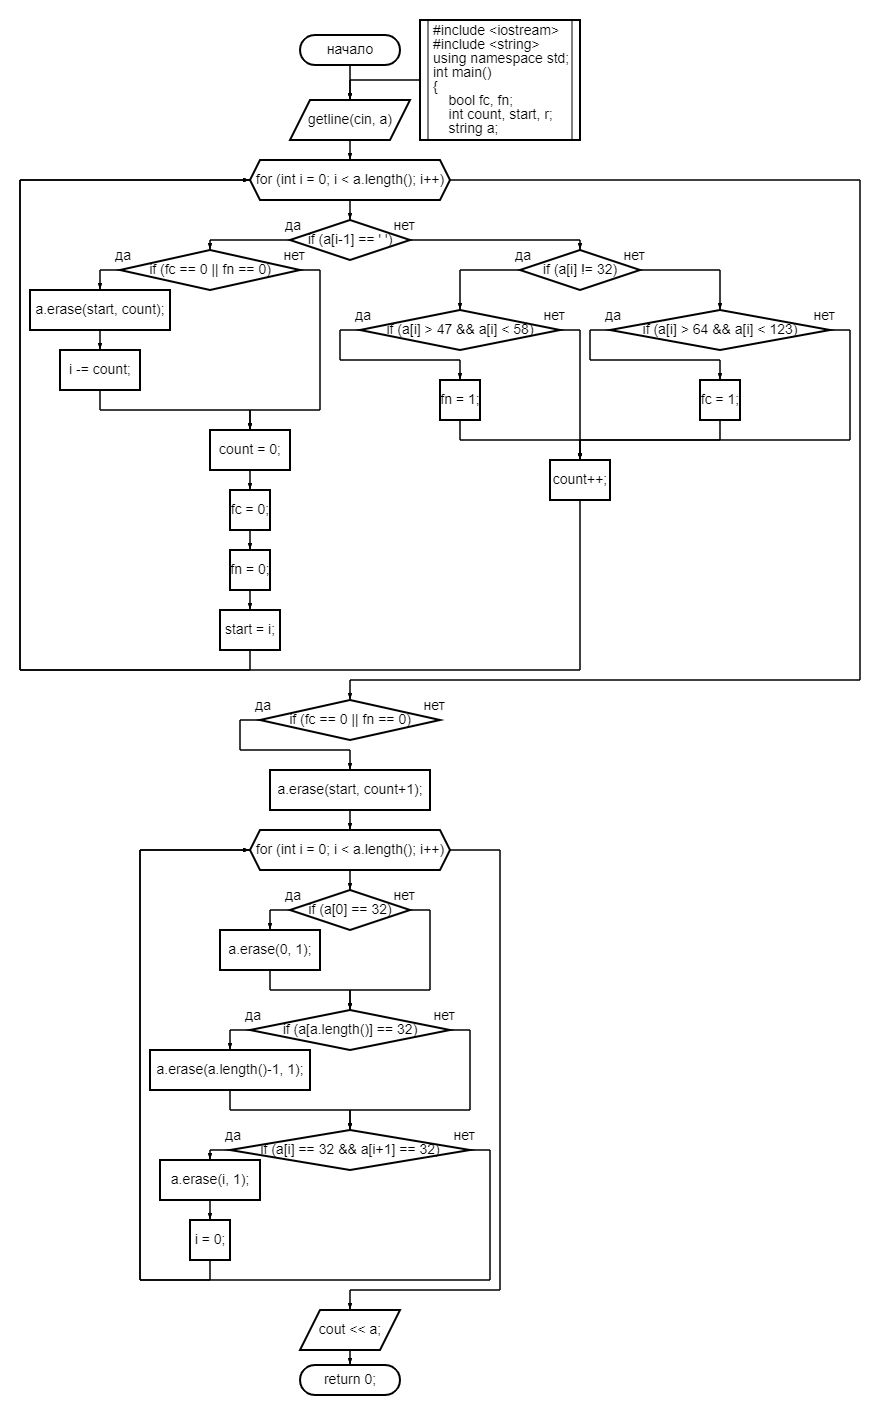 начало
#include <iostream>
#include <string>
using namespace std;
int main()
{
bool fc, fn;
int count, start, r;
string a;
getline(cin, a)
for (int i = 0; i < a.length(); i++)
да
нет
if (a[i-1] == ' ')
да
нет
да
нет
if (fc == 0 || fn == 0)
if (a[i] != 32)
a.erase(start, count);
да
нет
да
нет
if (a[i] > 47 && a[i] < 58)
if (a[i] > 64 && a[i] < 123)
i -= count;
fn = 1;
fc = 1;
count = 0;
count++;
fc = 0;
fn = 0;
start = i;
да
нет
if (fc == 0 || fn == 0)
a.erase(start, count+1);
for (int i = 0; i < a.length(); i++)
да
нет
if (a[0] == 32)
a.erase(0, 1);
да
нет
if (a[a.length()] == 32)
a.erase(a.length()-1, 1);
да
нет
if (a[i] == 32 && a[i+1] == 32)
a.erase(i, 1);
i = 0;
cout << a;
return 0;